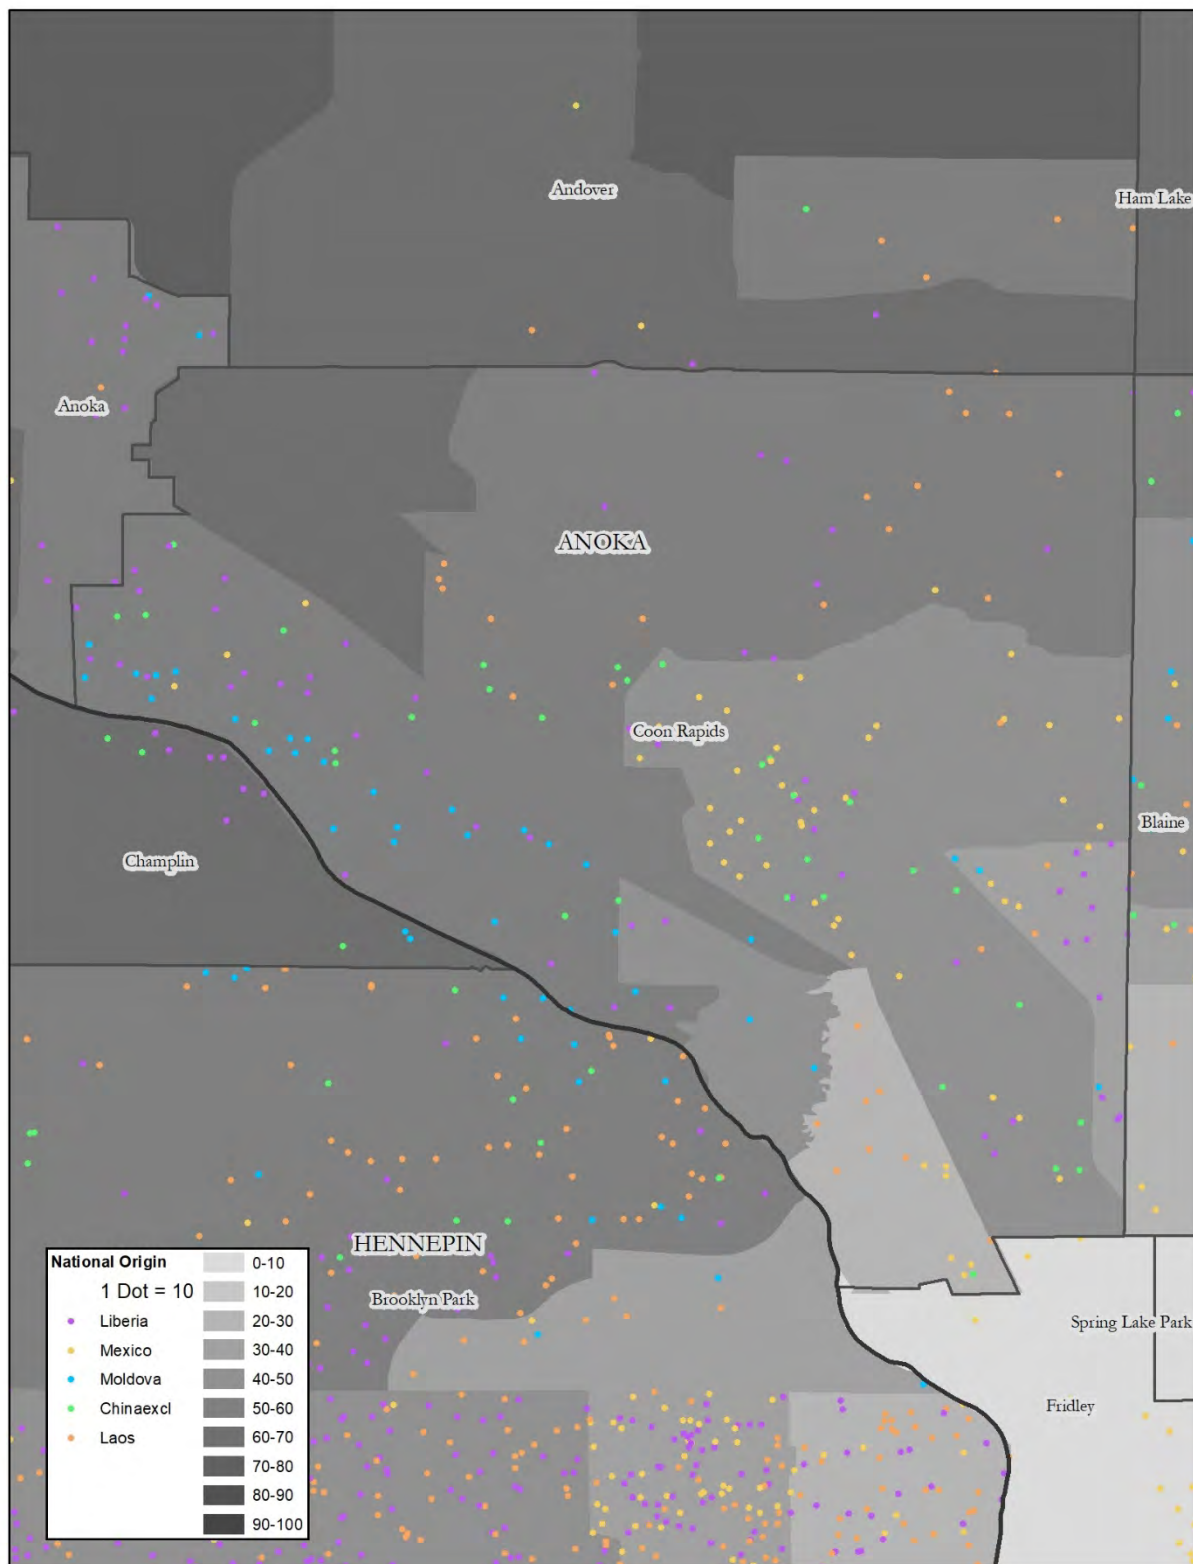 Andover
Ham Lake
Anoka
ANOKA
Coon Rapids
Blaine
Champlin
HENNEPIN
Brooklyn Park
Spring Lake Park
Fridley
National Origin
1 Dot = 10
Liberia
Mexico
Moldova
Chinaexcl
Laos
0-10
10-20
20-30
30-40
40-50
50-60
60-70
70-80
80-90
90-100